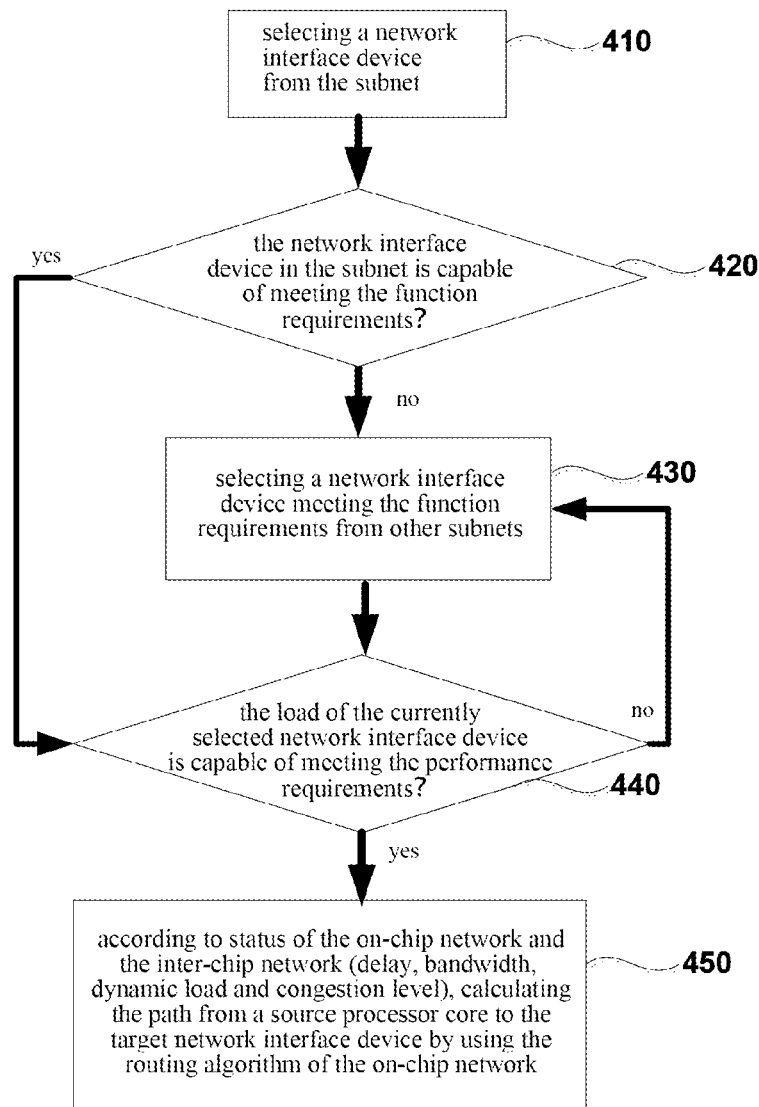 selecting a network
interface device
from the subnet
410
yes
the network interface
device in the subnet is capable
of meeting the function
requirements?
420
no
selecting a network interface
device meeting the function
requirements from other subnets
430
the load of the currently
selected network interface device
is capable of meeting the performance
requirements?
no
440
yes
according to status of the on-chip network and
the inter-chip network (delay, bandwidth,
dynamic load and congestion level), calculating
the path from a source processor core to the
target network interface device by using the
routing algorithm of the on-chip network
450